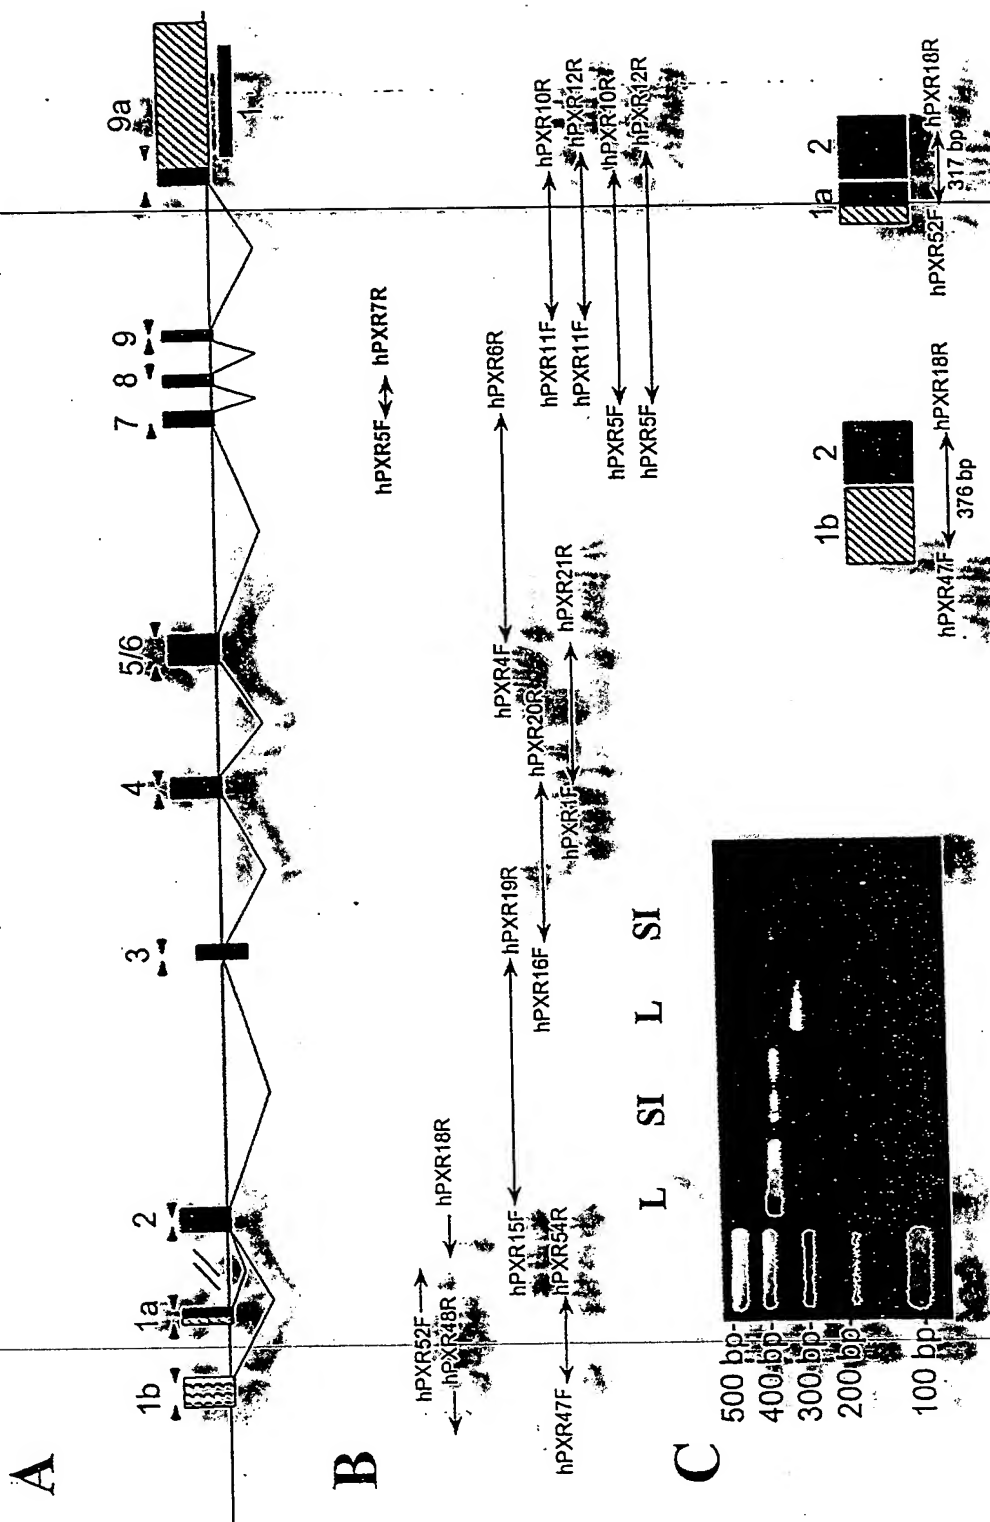 A
1b
1a
2
3
4
5/6
7
8
9
9a
1
B
hPXR52F
hPXR18R
hPXR48R
hPXR5F
hPXR7R
hPXR15F
hPXR19R
hPXR4F
hPXR6R
hPXR47F
hPXR54R
hPXR16F
hPXR20R
hPXR1F
hPXR21R
hPXR11F
hPXR10R
hPXR11F
hPXR12R
hPXR5F
hPXR10R
hPXR5F
hPXR12R
C
L SI L SI
500 bp-
400 bp-
300 bp-
200 bp-
100 bp-
1b 2
hPXR47F
hPXR18R
376 bp
1a 2
hPXR52F
hPXR18R
317 bp